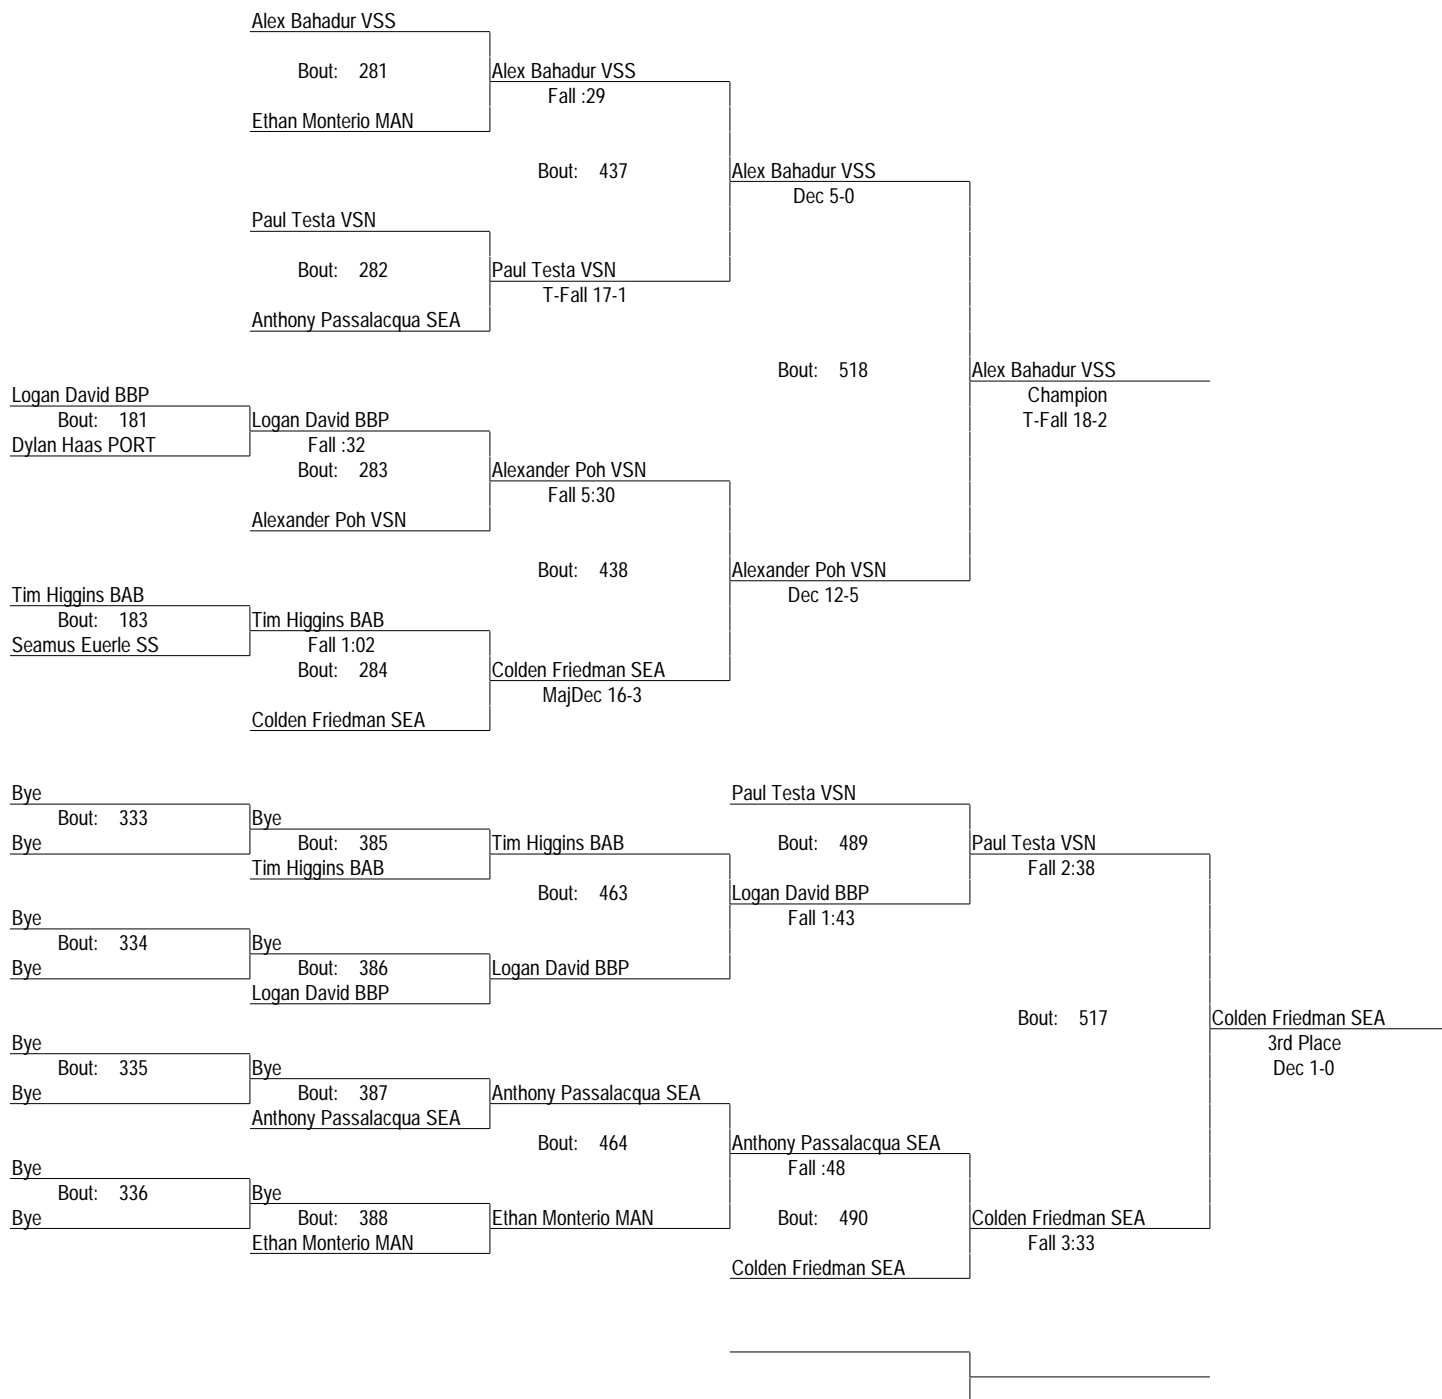 Alex Bahadur VSS
Bout: 281
Alex Bahadur VSS
Fall :29
Ethan Monterio MAN
Bout: 437
Alex Bahadur VSS
Dec 5-0
Paul Testa VSN
Bout: 282
Paul Testa VSN
T-Fall 17-1
Anthony Passalacqua SEA
Bout: 518
Alex Bahadur VSS
Champion
T-Fall 18-2
Logan David BBP
Bout: 181
Logan David BBP
Dylan Haas PORT
Fall :32
Bout: 283
Alexander Poh VSN
Fall 5:30
Alexander Poh VSN
Bout: 438
Alexander Poh VSN
Dec 12-5
Tim Higgins BAB
Bout: 183
Tim Higgins BAB
Seamus Euerle SS
Fall 1:02
Bout: 284
Colden Friedman SEA
MajDec 16-3
Colden Friedman SEA
Bye
Bout: 333
Bye
Bye
Bout: 385
Tim Higgins BAB
Tim Higgins BAB
Paul Testa VSN
Bout: 489
Paul Testa VSN
Fall 2:38
Bout: 463
Logan David BBP
Fall 1:43
Bye
Bout: 334
Bye
Bye
Bout: 386
Logan David BBP
Logan David BBP
Bout: 517
Colden Friedman SEA
3rd Place
Dec 1-0
Bye
Bout: 335
Bye
Bye
Bout: 387
Anthony Passalacqua SEA
Anthony Passalacqua SEA
Bout: 464
Anthony Passalacqua SEA
Fall :48
Bye
Bout: 336
Bye
Bye
Bout: 388
Ethan Monterio MAN
Ethan Monterio MAN
Bout: 490
Colden Friedman SEA
Fall 3:33
Colden Friedman SEA